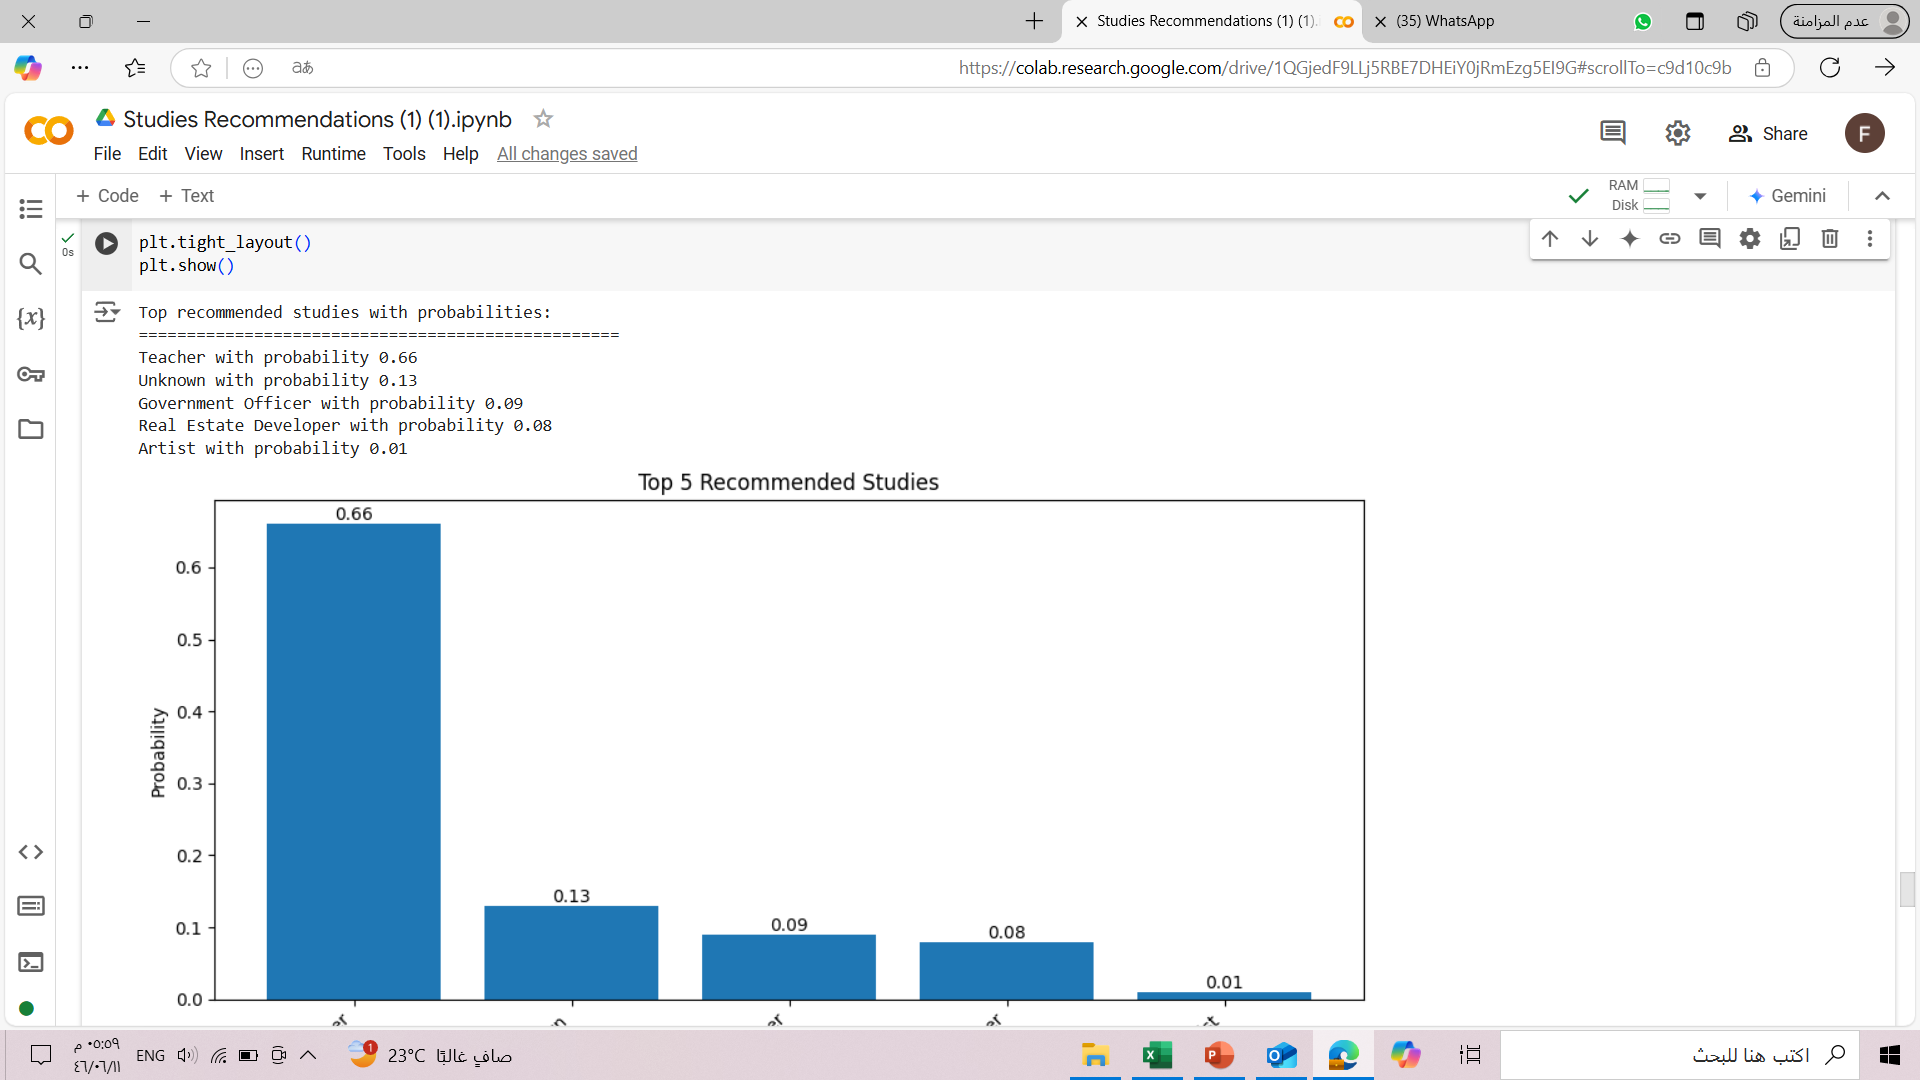 Studies Recommendations (1) (1).
(35) WhatsApp
عدم المزامنة
aあ
https://colab.research.google.com/drive/1QGjedF9LLj5RBE7DHEiY0jRmEzg5EI9G#scrollTo=c9d10c9b
Studies Recommendations (1) (1).ipynb
File Edit View Insert Runtime Tools Help All changes saved
Share
F
+ Code + Text
RAM
Disk
Gemini
0s
plt.tight_layout()
plt.show()
{x}
Top recommended studies with probabilities:
==================================================
Teacher with probability 0.66
Unknown with probability 0.13
Government Officer with probability 0.09
Real Estate Developer with probability 0.08
Artist with probability 0.01
Top 5 Recommended Studies
0.66
0.13
0.09
0.08
0.01
Probability
0.6
0.5
0.4
0.3
0.2
0.1
0.0
٠٥:٥٩ م
٤٦/٠٦/١١
ENG
1
23°C صافٍ غالبًا
اكتب هنا للبحث